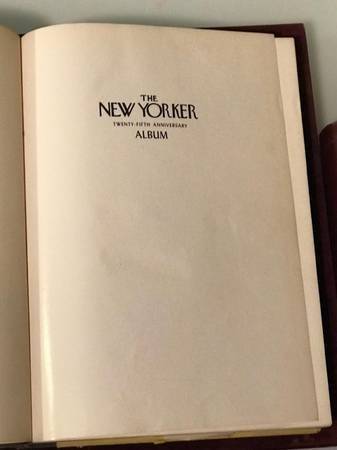 THE
NEW YORKER
TWENTY-FIFTH ANNIVERSARY
ALBUM